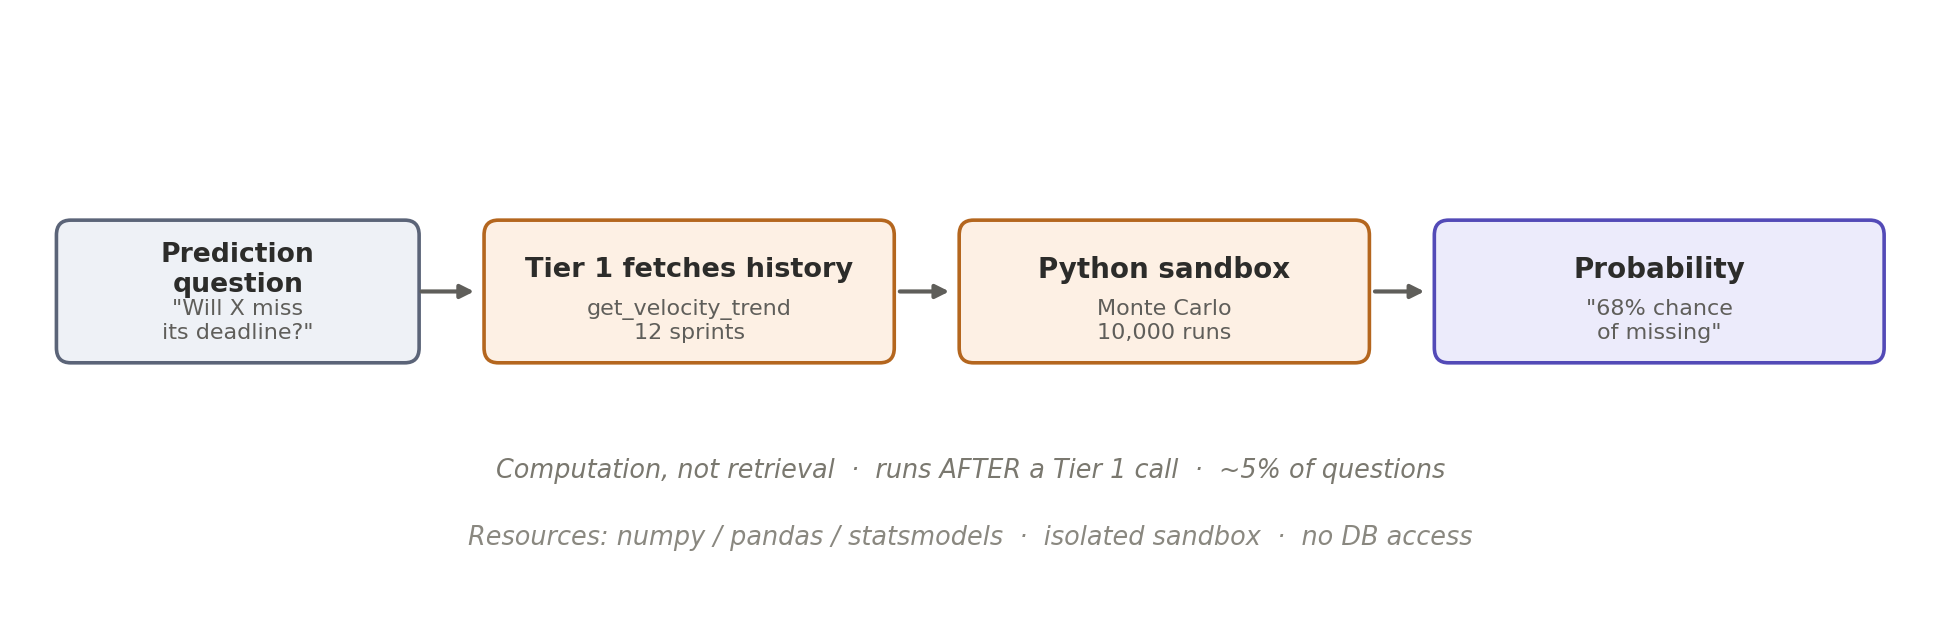 Prediction
question
"Will X miss
its deadline?"
Tier 1 fetches history
get_velocity_trend
12 sprints
Python sandbox
Monte Carlo
10,000 runs
Probability
"68% chance
of missing"
Computation, not retrieval · runs AFTER a Tier 1 call · ~5% of questions
Resources: numpy / pandas / statsmodels · isolated sandbox · no DB access